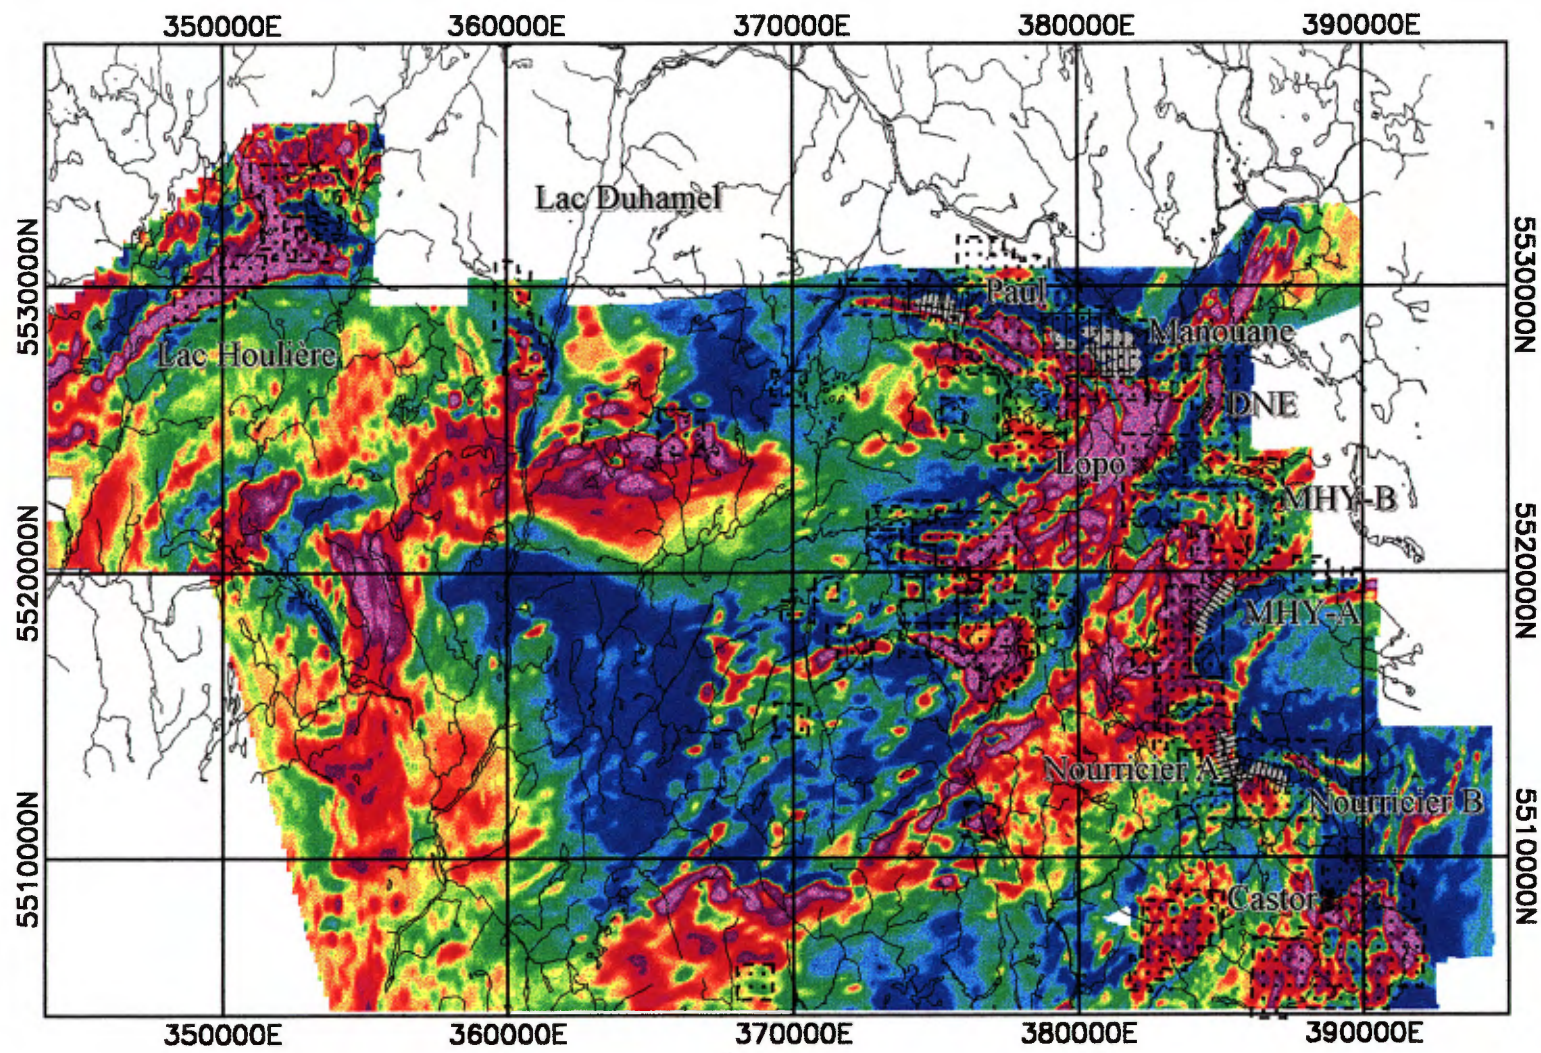 350000E 360000E 370000E 380000E 390000E
Lac Duhamel
5530000N
5530000N
Paul
Manouane
Lac Houlière
DNE
Lopo
MHY-B
5520000N
5520000N
MHY-A
Nourricier A
Nourricier B
5510000N
5510000N
Castor
350000E 360000E 370000E 380000E 390000E